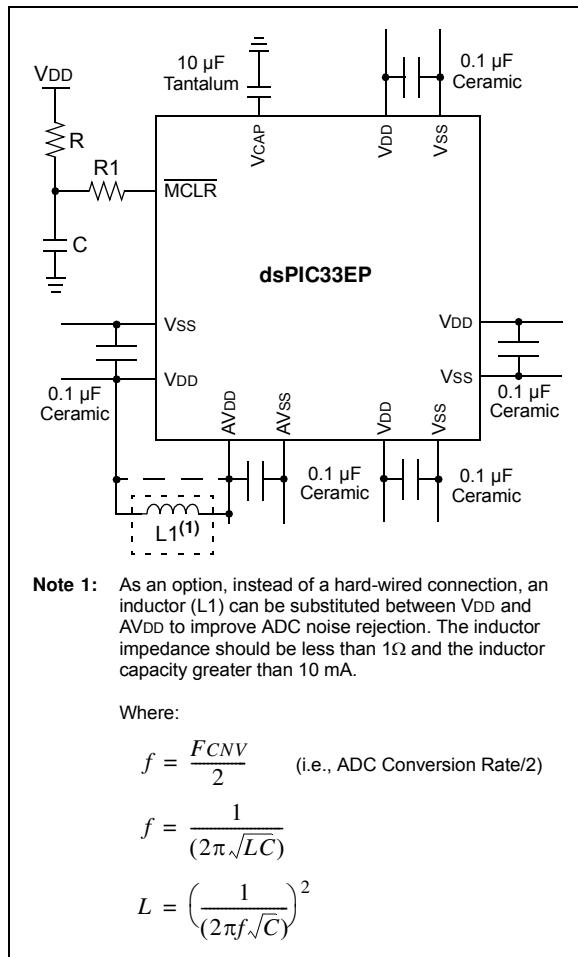 10 µF
Tantalum
0.1 µF
Ceramic
VDD
R
R1
C
MCLR
VCAP
VDD
VSS
dsPIC33EP
VSS
VDD
VDD
VSS
0.1 µF
Ceramic
0.1 µF
Ceramic
AVDD
AVSS
VDD
VSS
0.1 µF
Ceramic
0.1 µF
Ceramic
L1(1)
Note 1: As an option, instead of a hard-wired connection, an
inductor (L1) can be substituted between VDD and
AVDD to improve ADC noise rejection. The inductor
impedance should be less than 1Ω and the inductor
capacity greater than 10 mA.
Where:
f = FCNV / 2 (i.e., ADC Conversion Rate/2)
f = 1 / (2π√LC)
L = (1 / (2πf√C))²